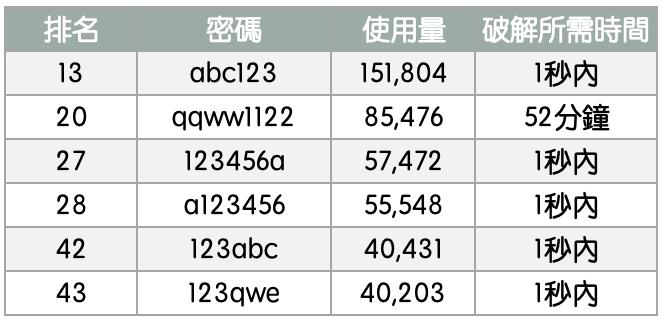 排名 密碼 使用量 破解所需時間
13 abc123 151,804 1秒內
20 qqww1122 85,476 52分鐘
27 123456a 57,472 1秒內
28 a123456 55,548 1秒內
42 123abc 40,431 1秒內
43 123qwe 40,203 1秒內